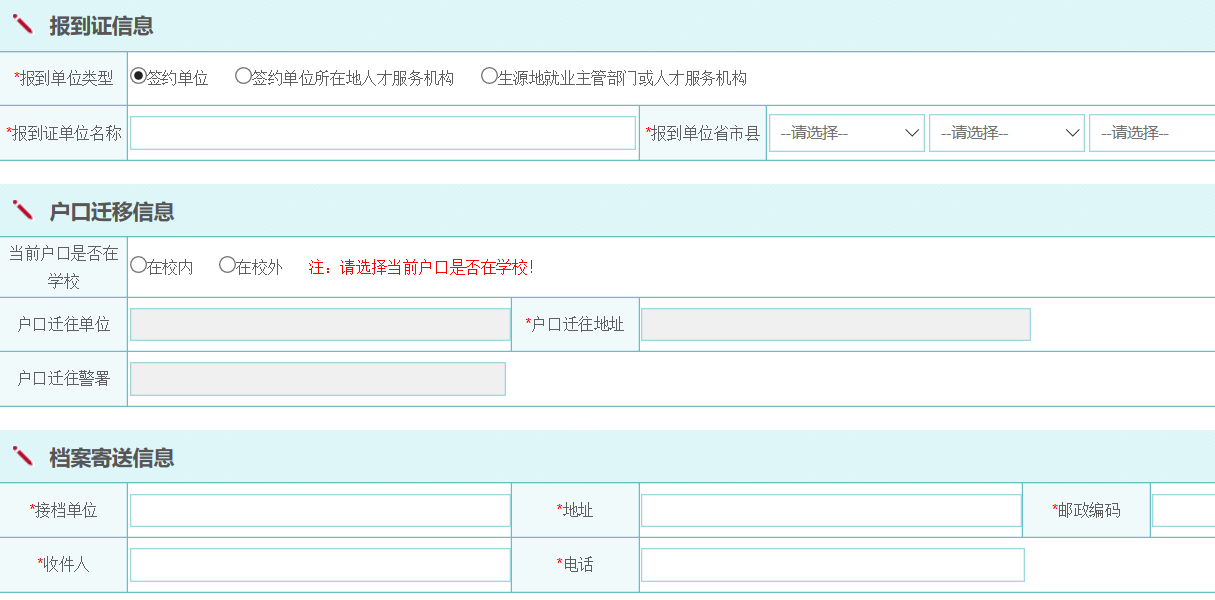 报到证信息
*报到单位类型 签约单位 签约单位所在地人才服务机构 生源地就业主管部门或人才服务机构
*报到证单位名称 *报到单位省市县 --请选择-- --请选择-- --请选择--
户口迁移信息
当前户口是否在
学校
在校内 在校外 注：请选择当前户口是否在学校!
户口迁往单位 *户口迁往地址
户口迁往警署
档案寄送信息
*接档单位 *地址 *邮政编码
*收件人 *电话